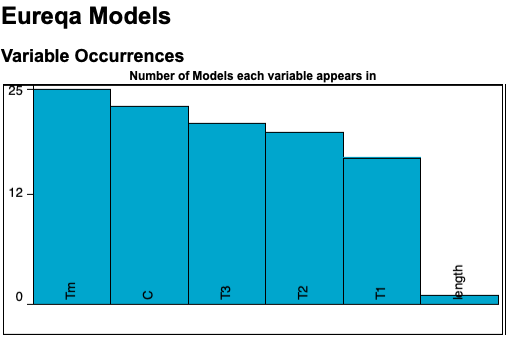 Eureqa Models
Variable Occurrences
Number of Models each variable appears in
25
12
0
Tm
C
T3
T2
T1
length